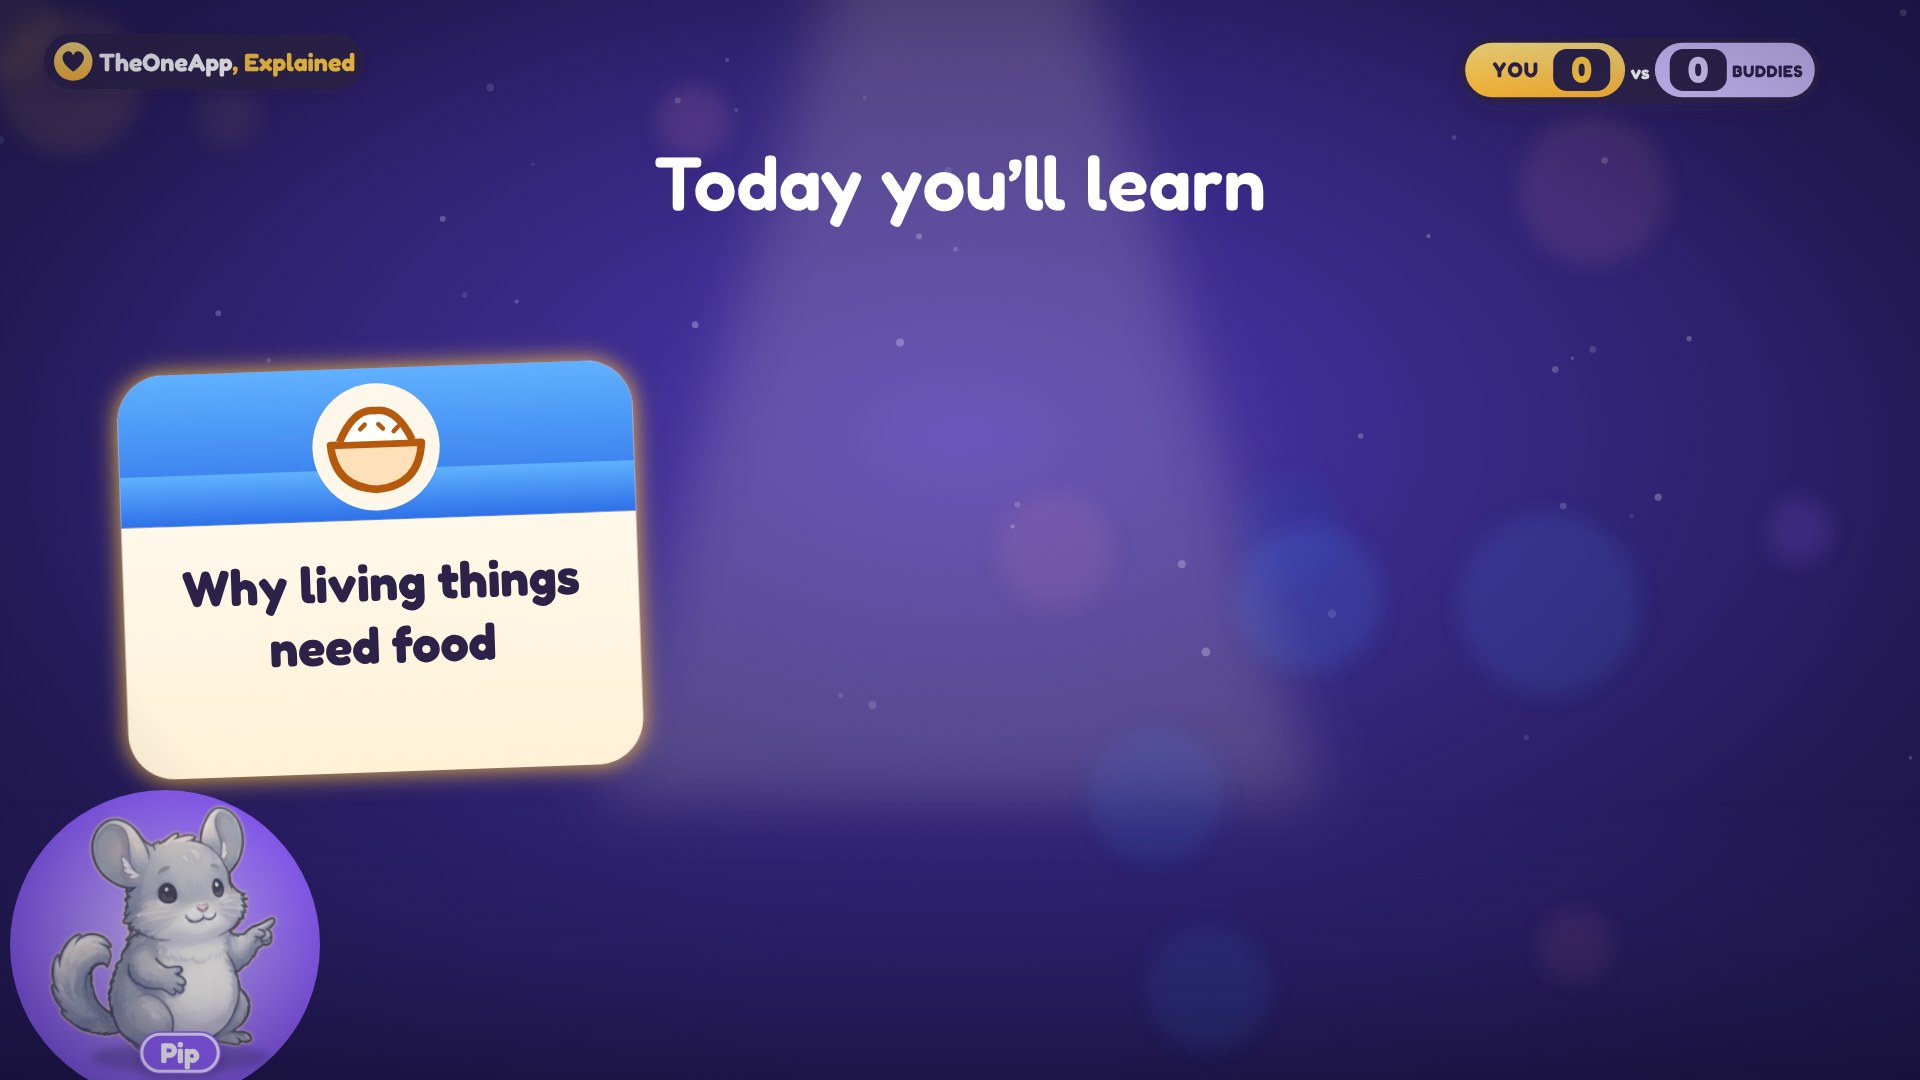 TheOneApp, Explained
YOU 0 vs 0 BUDDIES
Today you’ll learn
Why living things
need food
Pip